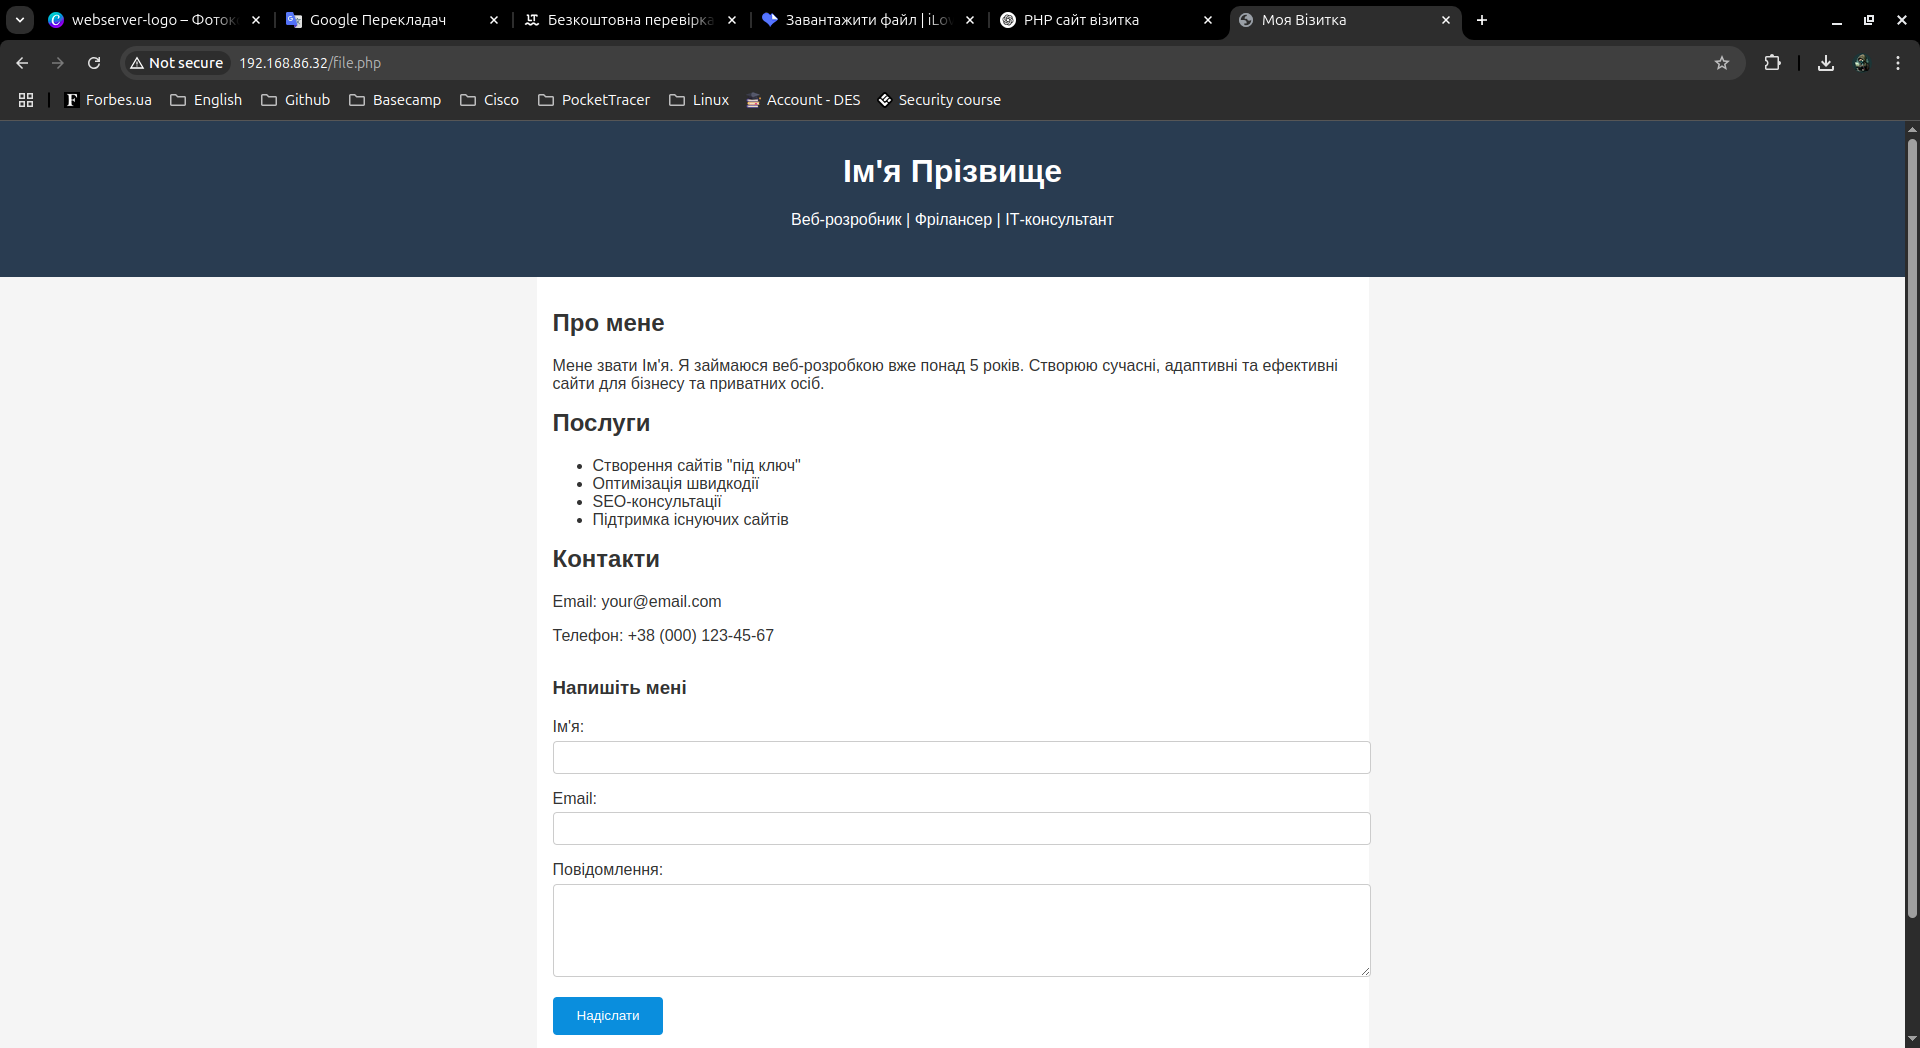 webserver-logo – Фоток
Google Перекладач
Безкоштовна перевірка
Завантажити файл | iLov
PHP сайт візитка
Моя Візитка
Not secure
192.168.86.32/file.php
Forbes.ua
English
Github
Basecamp
Cisco
PocketTracer
Linux
Account - DES
Security course
Ім'я Прізвище
Веб-розробник | Фрілансер | ІТ-консультант
Про мене
Мене звати Ім'я. Я займаюся веб-розробкою вже понад 5 років. Створюю сучасні, адаптивні та ефективні
сайти для бізнесу та приватних осіб.
Послуги
Створення сайтів "під ключ"
Оптимізація швидкодії
SEO-консультації
Підтримка існуючих сайтів
Контакти
Email: your@email.com
Телефон: +38 (000) 123-45-67
Напишіть мені
Ім'я:
Email:
Повідомлення:
Надіслати